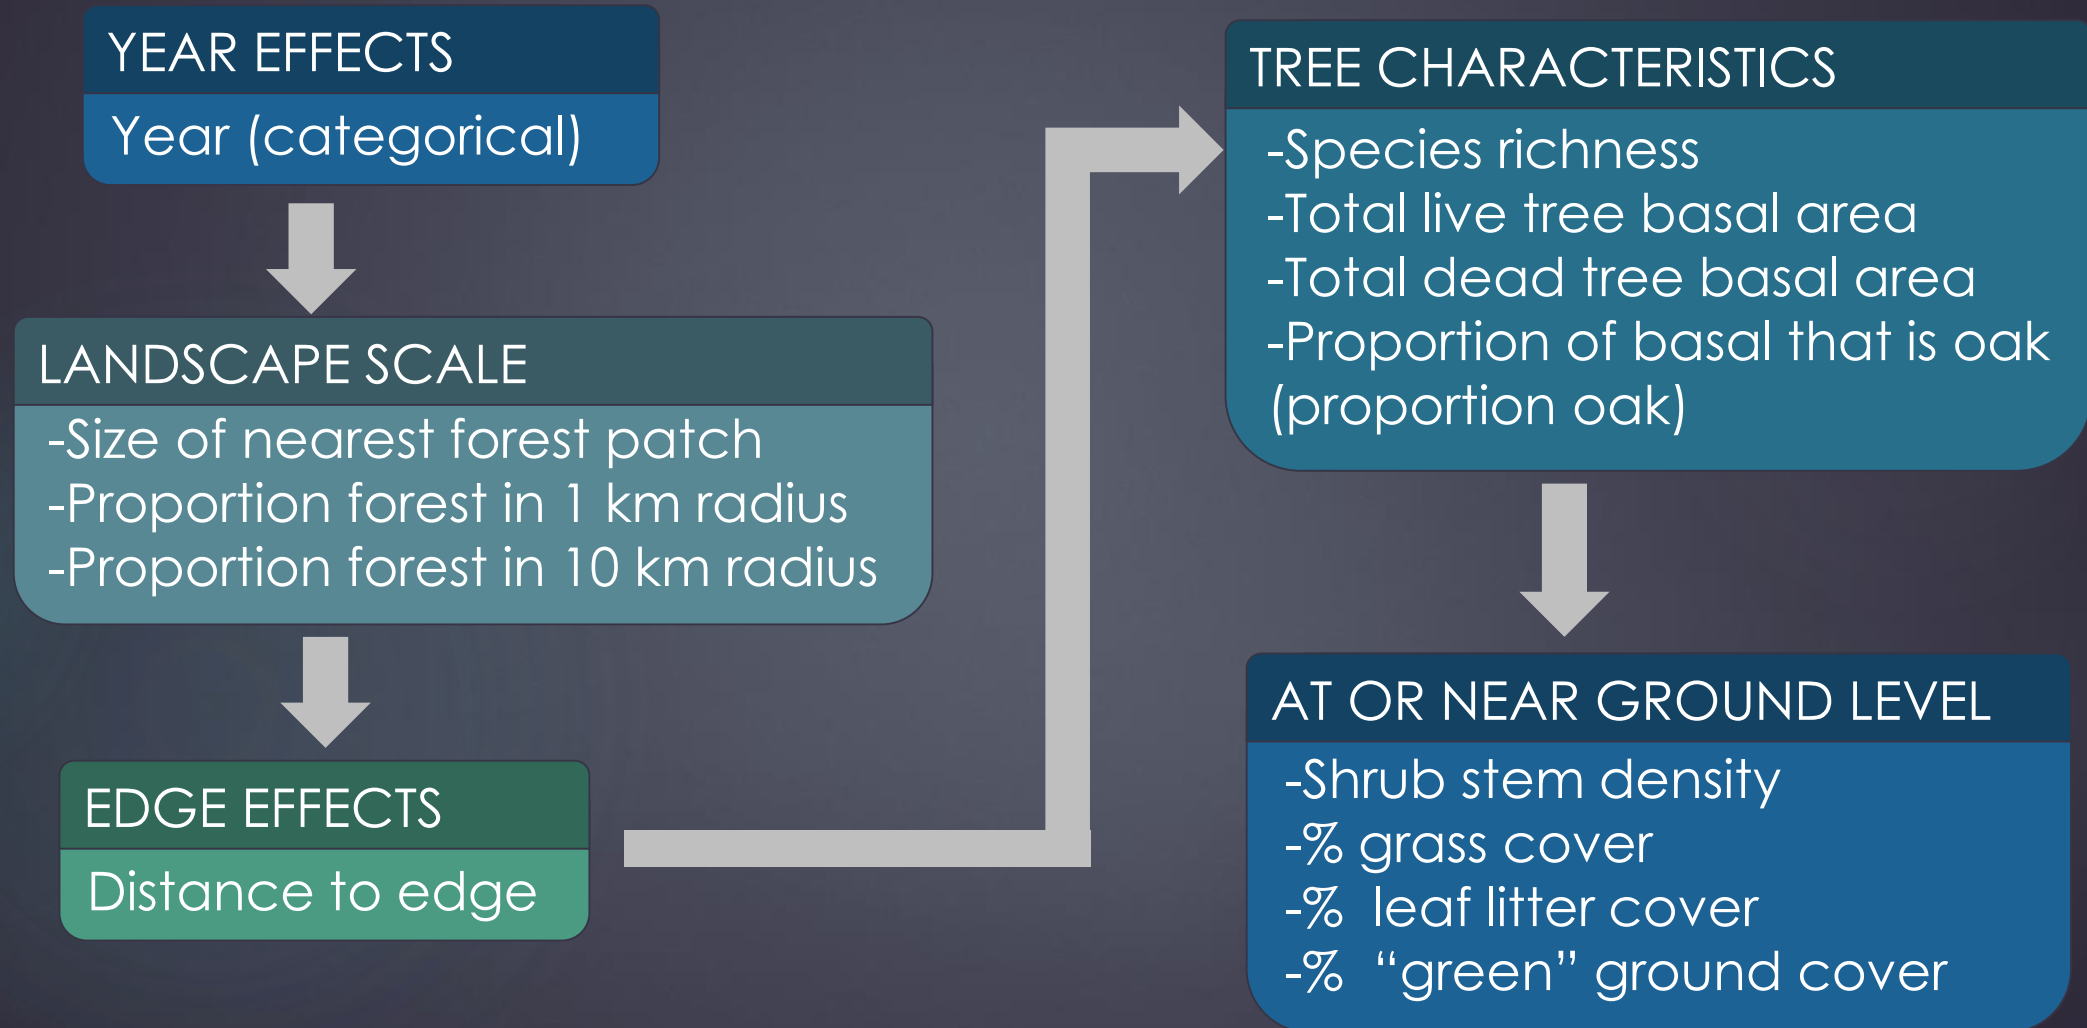 YEAR EFFECTS
Year (categorical)
LANDSCAPE SCALE
-Size of nearest forest patch
-Proportion forest in 1 km radius
-Proportion forest in 10 km radius
EDGE EFFECTS
Distance to edge
TREE CHARACTERISTICS
-Species richness
-Total live tree basal area
-Total dead tree basal area
-Proportion of basal that is oak
(proportion oak)
AT OR NEAR GROUND LEVEL
-Shrub stem density
-% grass cover
-%  leaf litter cover
-%  “green” ground cover